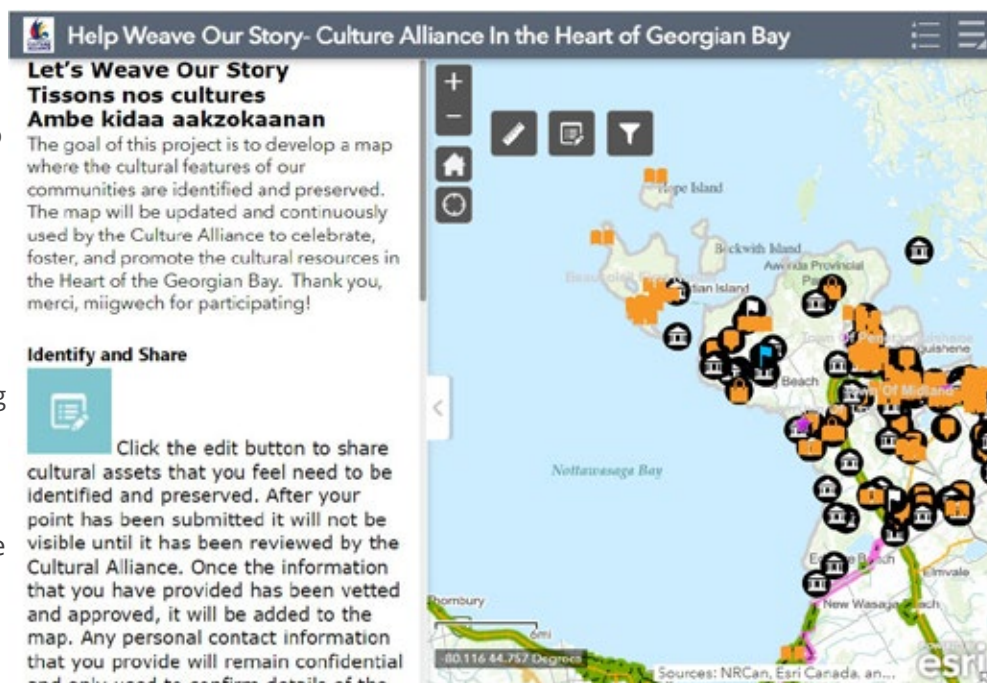 Help Weave Our Story- Culture Alliance In the Heart of Georgian Bay
Let's Weave Our Story
Tissons nos cultures
Ambe kidaa aakzokaanan
The goal of this project is to develop a map
where the cultural features of our
communities are identified and preserved.
The map will be updated and continuously
used by the Culture Alliance to celebrate,
foster, and promote the cultural resources in
the Heart of the Georgian Bay. Thank you,
merci, miigwech for participating!
Identify and Share
Click the edit button to share
cultural assets that you feel need to be
identified and preserved. After your
point has been submitted it will not be
visible until it has been reviewed by the
Cultural Alliance. Once the information
that you have provided has been vetted
and approved, it will be added to the
map. Any personal contact information
that you provide will remain confidential
and only used to confirm details of the
Hope Island
Beckwith Island
Awenda Provincial
Island
Beach
Town Of Midland
Nottawasaga Bay
Elmvale
New Wasaga Beach
6mi
-80.116 44.757 Degrees
Sources: NRCan, Esri Canada, an...
esri